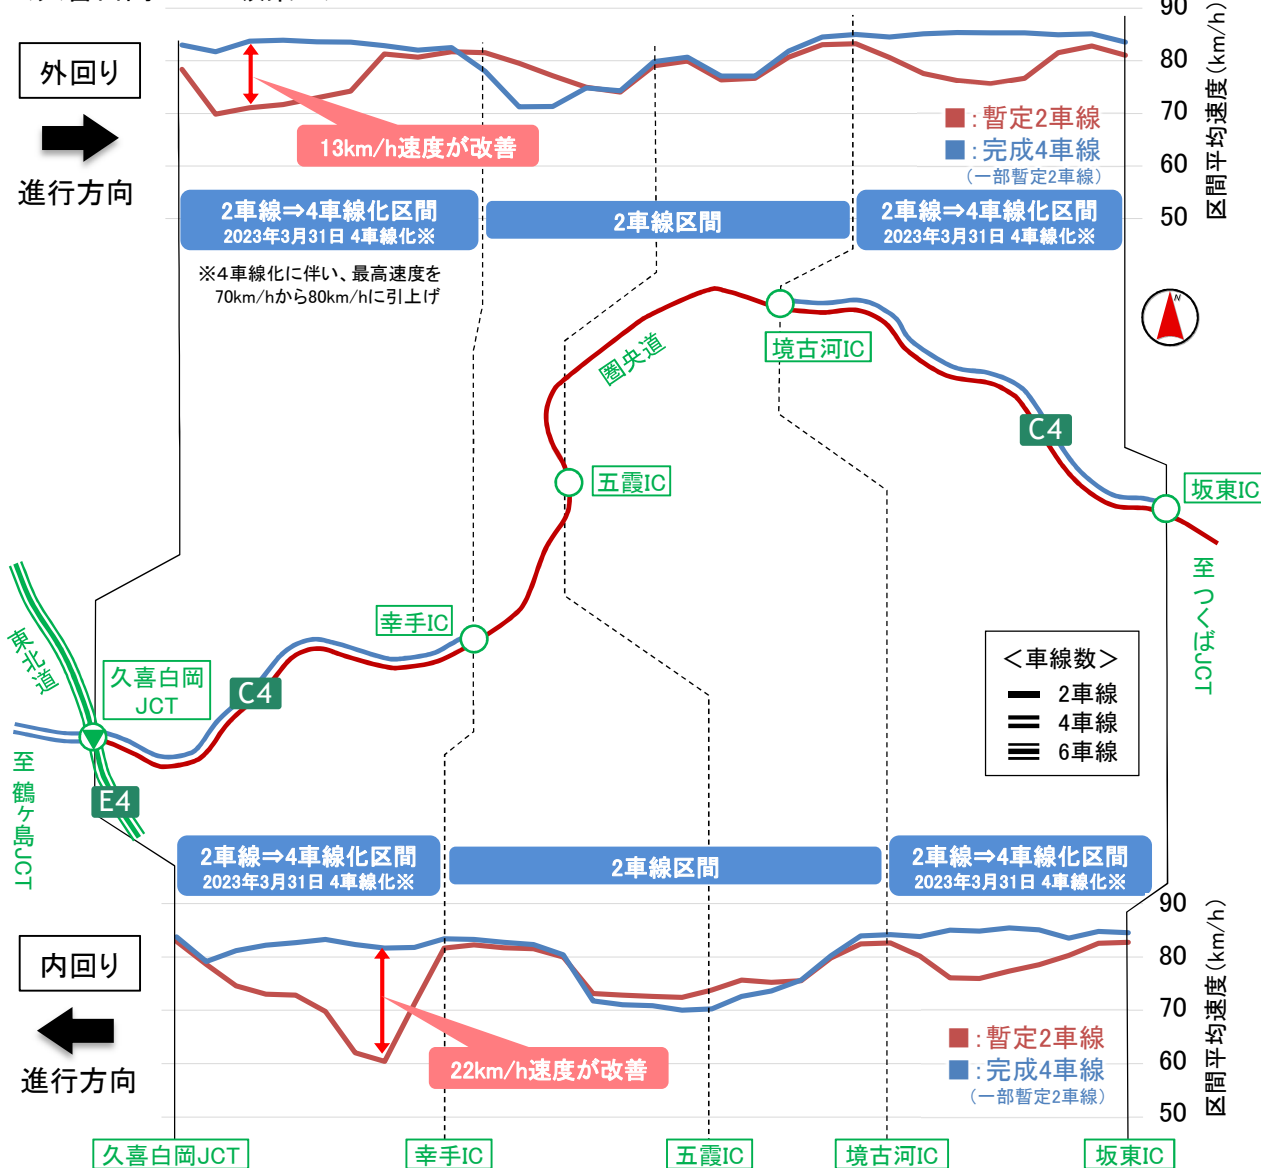 90
80
70
60
50
区間平均速度(km/h)
外回り
進行方向
13km/h速度が改善
■:暫定2車線
■:完成4車線
(一部暫定2車線)
2車線⇒4車線化区間
2023年3月31日 4車線化※
2車線区間
2車線⇒4車線化区間
2023年3月31日 4車線化※
※4車線化に伴い、最高速度を
70km/hから80km/hに引上げ
N
圏央道
境古河IC
C4
五霞IC
坂東IC
至 つくばJCT
幸手IC
東北道
久喜白岡
JCT
C4
E4
至 鶴ヶ島JCT
<車線数>
2車線
4車線
6車線
2車線⇒4車線化区間
2023年3月31日 4車線化※
2車線区間
2車線⇒4車線化区間
2023年3月31日 4車線化※
90
80
70
60
50
区間平均速度(km/h)
内回り
進行方向
22km/h速度が改善
■:暫定2車線
■:完成4車線
(一部暫定2車線)
久喜白岡JCT
幸手IC
五霞IC
境古河IC
坂東IC